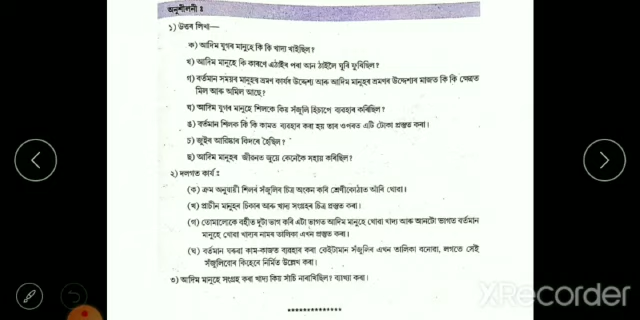 অনুশীলনী ঃ
১) উত্তৰ লিখা—
ক) আদিম যুগৰ মানুহে কি কি খাদ্য খাইছিল?
খ) আদিম মানুহে কি কাৰণে এঠাইৰ পৰা আন ঠাইলৈ ঘূৰি ফুৰিছিল?
গ) বৰ্তমান সময়ৰ মানুহৰ ভ্ৰমণ কাৰ্যৰ উদ্দেশ্য আৰু আদিম মানুহৰ ভ্ৰমণৰ উদ্দেশ্যৰ মাজত কি কি ক্ষেত্ৰত
মিল আৰু অমিল আছে?
ঘ) আদিম যুগৰ মানুহে শিলকে কিয় সঁজুলি হিচাপে ব্যৱহাৰ কৰিছিল?
ঙ) বৰ্তমান শিলক কি কি কামত ব্যৱহাৰ কৰা হয় তাৰ ওপৰত এটি টোকা প্ৰস্তুত কৰা।
চ) জুইৰ আৱিষ্কাৰ কিদৰে হৈছিল?
ছ) আদিম মানুহৰ জীৱনত জুয়ে কেনেকৈ সহায় কৰিছিল?
২) দলগত কাৰ্য ঃ
(ক) ক্ৰম অনুযায়ী শিলৰ সঁজুলিৰ চিত্ৰ অংকন কৰি শ্ৰেণীকোঠাত আঁৰি থোৱা।
(খ) প্ৰাচীন মানুহৰ চিকাৰ আৰু খাদ্য সংগ্ৰহৰ চিত্ৰ প্ৰস্তুত কৰা।
(গ) তোমালোকে বহীত দুটা ভাগ কৰি এটা ভাগত আদিম মানুহে খোৱা খাদ্য আৰু আনটো ভাগত বৰ্তমান
মানুহে খোৱা খাদ্যৰ নামৰ তালিকা এখন প্ৰস্তুত কৰা।
(ঘ) বৰ্তমান ঘৰুৱা কাম-কাজত ব্যৱহাৰ কৰা কেইটামান সঁজুলিৰ এখন তালিকা বনোৱা, লগতে সেই
সঁজুলিবোৰ কিহেৰে নিৰ্মিত উল্লেখ কৰা।
৩) আদিম মানুহে সংগ্ৰহ কৰা খাদ্য কিয় সাঁচি নাৰাখিছিল? ব্যাখ্যা কৰা।
**************
XRecorder